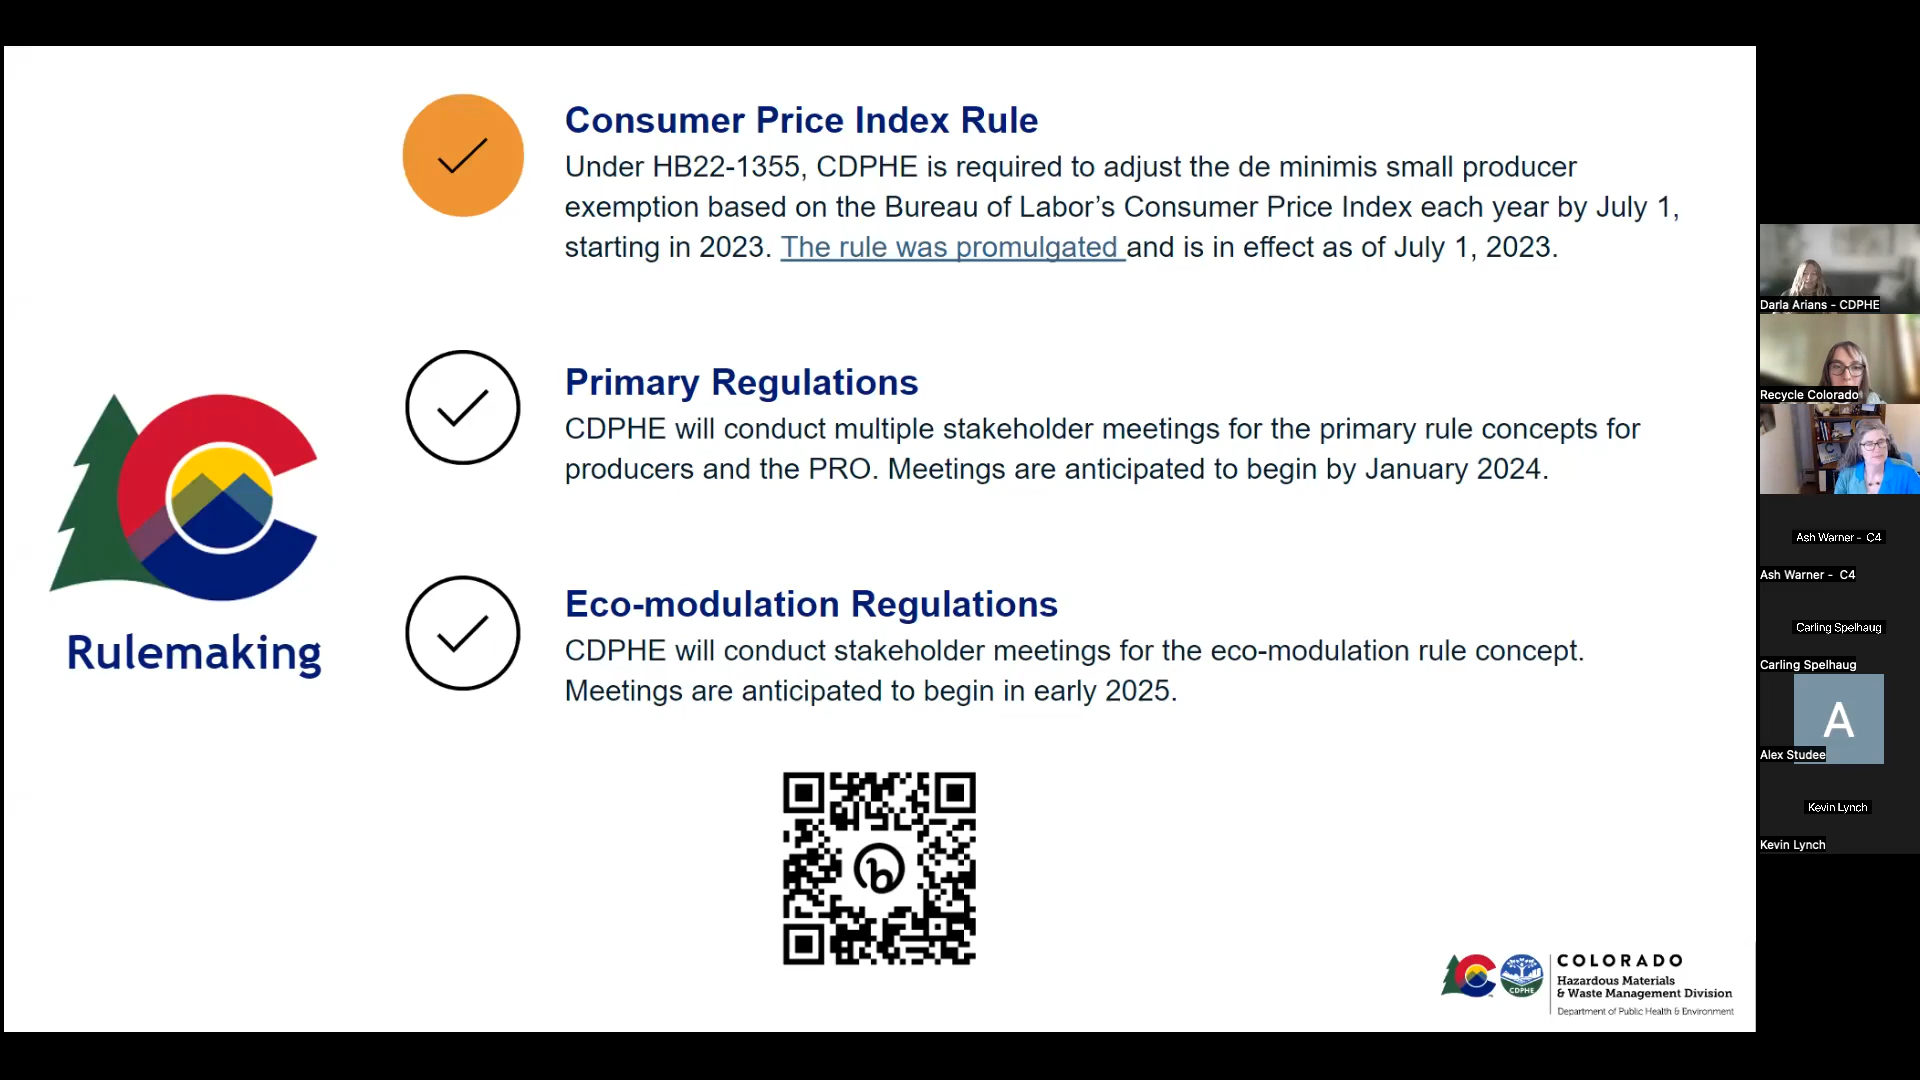 Consumer Price Index Rule
Under HB22-1355, CDPHE is required to adjust the de minimis small producer
exemption based on the Bureau of Labor’s Consumer Price Index each year by July 1,
starting in 2023. The rule was promulgated and is in effect as of July 1, 2023.
Primary Regulations
CDPHE will conduct multiple stakeholder meetings for the primary rule concepts for
producers and the PRO. Meetings are anticipated to begin by January 2024.
Rulemaking
Eco-modulation Regulations
CDPHE will conduct stakeholder meetings for the eco-modulation rule concept.
Meetings are anticipated to begin in early 2025.
CDPHE
COLORADO
Hazardous Materials
& Waste Management Division
Department of Public Health & Environment
Darla Arians - CDPHE
Recycle Colorado
Ash Warner - C4
Ash Warner - C4
Carling Spelhaug
Carling Spelhaug
A
Alex Studee
Kevin Lynch
Kevin Lynch